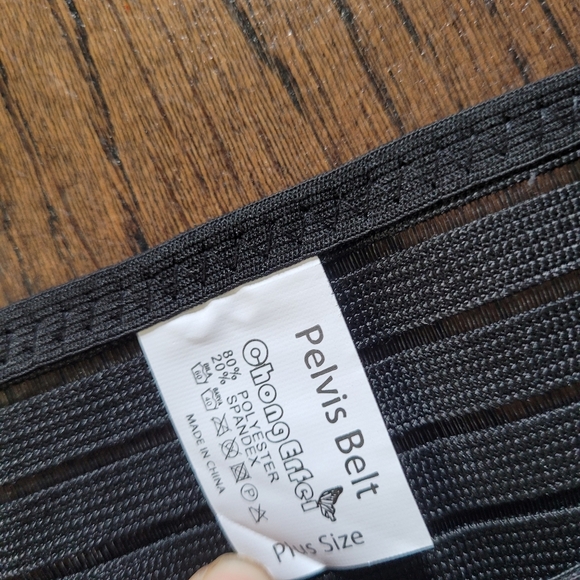 Pelvis Belt
ChongErfei
80% POLYESTER
20% SPANDEX
MADE IN CHINA
Plus Size